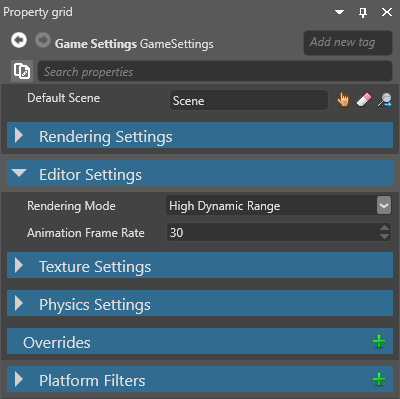 Property grid
Game Settings GameSettings Add new tag
Search properties
Default Scene Scene
Rendering Settings
Editor Settings
Rendering Mode High Dynamic Range
Animation Frame Rate 30
Texture Settings
Physics Settings
Overrides
Platform Filters